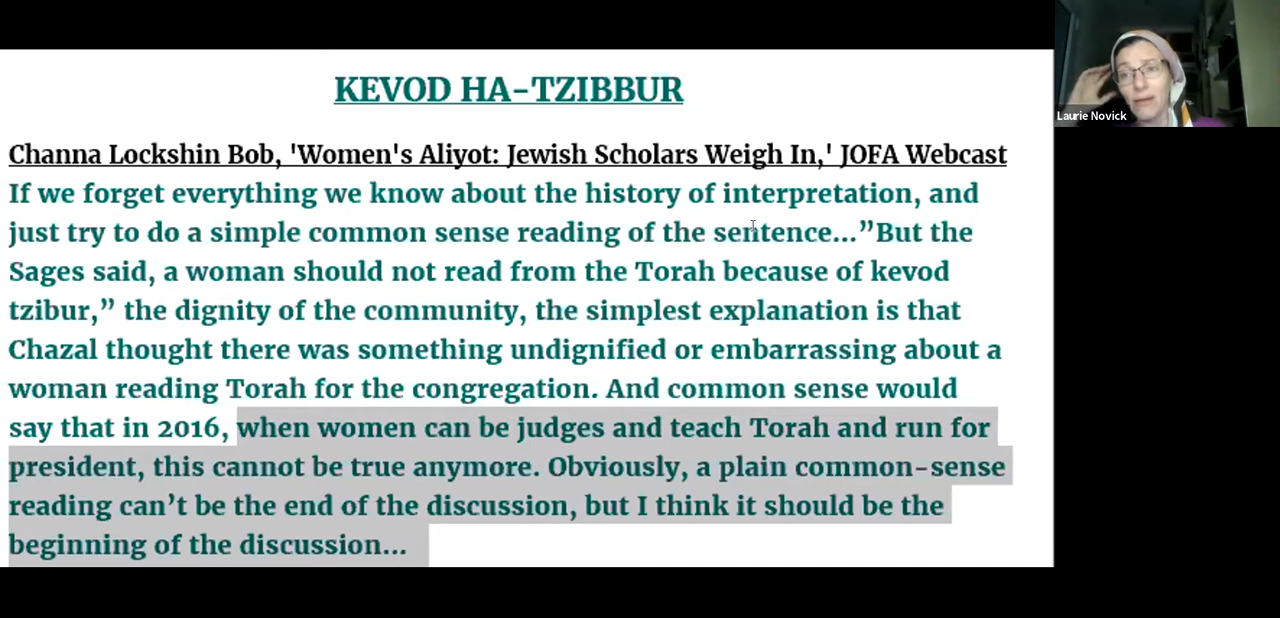 KEVOD HA-TZIBBUR
Channa Lockshin Bob, 'Women's Aliyot: Jewish Scholars Weigh In,' JOFA Webcast
If we forget everything we know about the history of interpretation, and
just try to do a simple common sense reading of the sentence...”But the
Sages said, a woman should not read from the Torah because of kevod
tzibur,” the dignity of the community, the simplest explanation is that
Chazal thought there was something undignified or embarrassing about a
woman reading Torah for the congregation. And common sense would
say that in 2016, when women can be judges and teach Torah and run for
president, this cannot be true anymore. Obviously, a plain common-sense
reading can’t be the end of the discussion, but I think it should be the
beginning of the discussion...
Laurie Novick